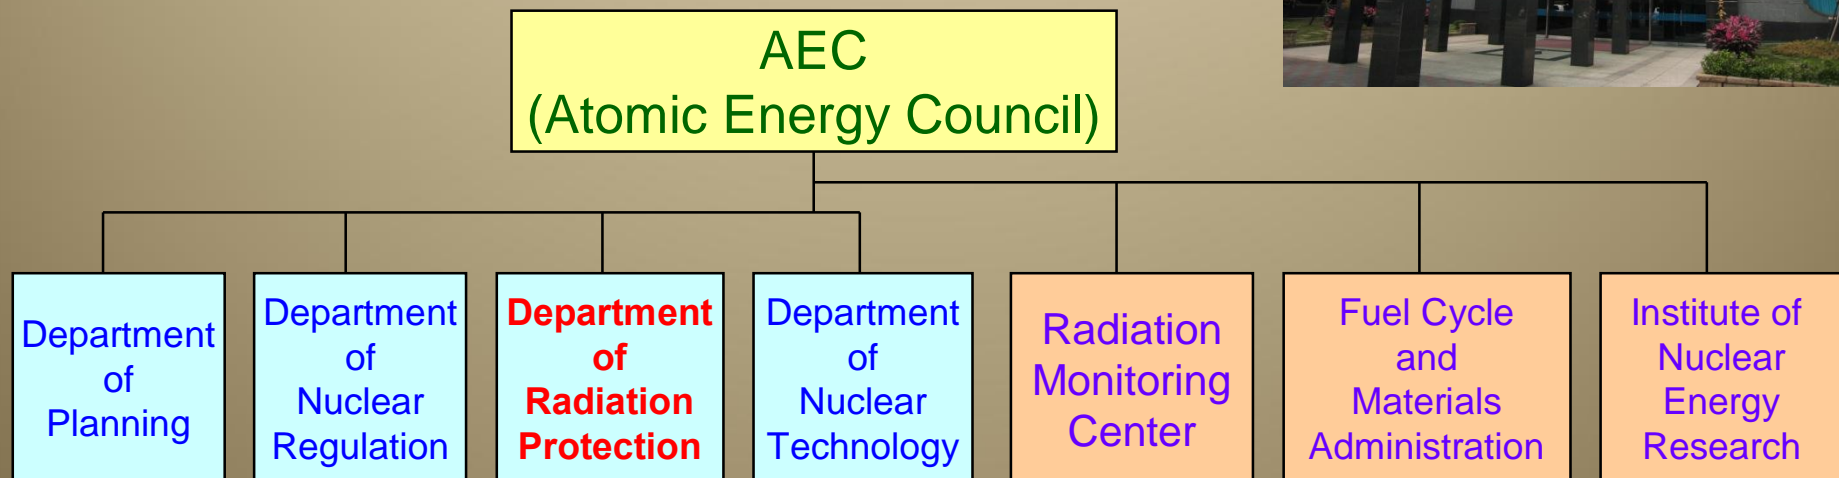 AEC
(Atomic Energy Council)
Department
of
Planning
Department
of
Nuclear
Regulation
Department
of
Radiation
Protection
Department
of
Nuclear
Technology
Radiation
Monitoring
Center
Fuel Cycle
and
Materials
Administration
Institute of
Nuclear
Energy
Research